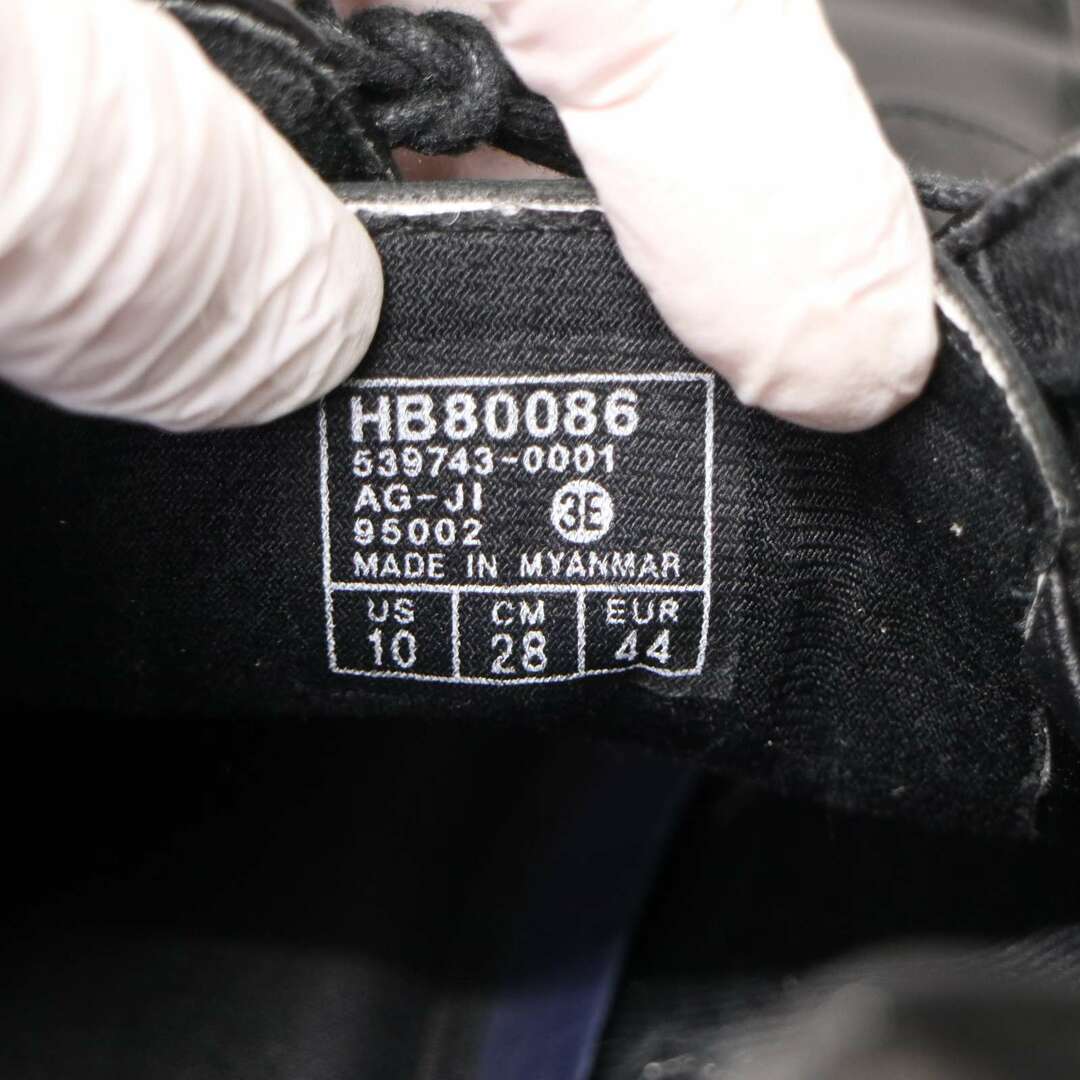 HB80086
539743-0001
AG-JI
95002 3E
MADE IN MYANMAR
US CM EUR
10 28 44